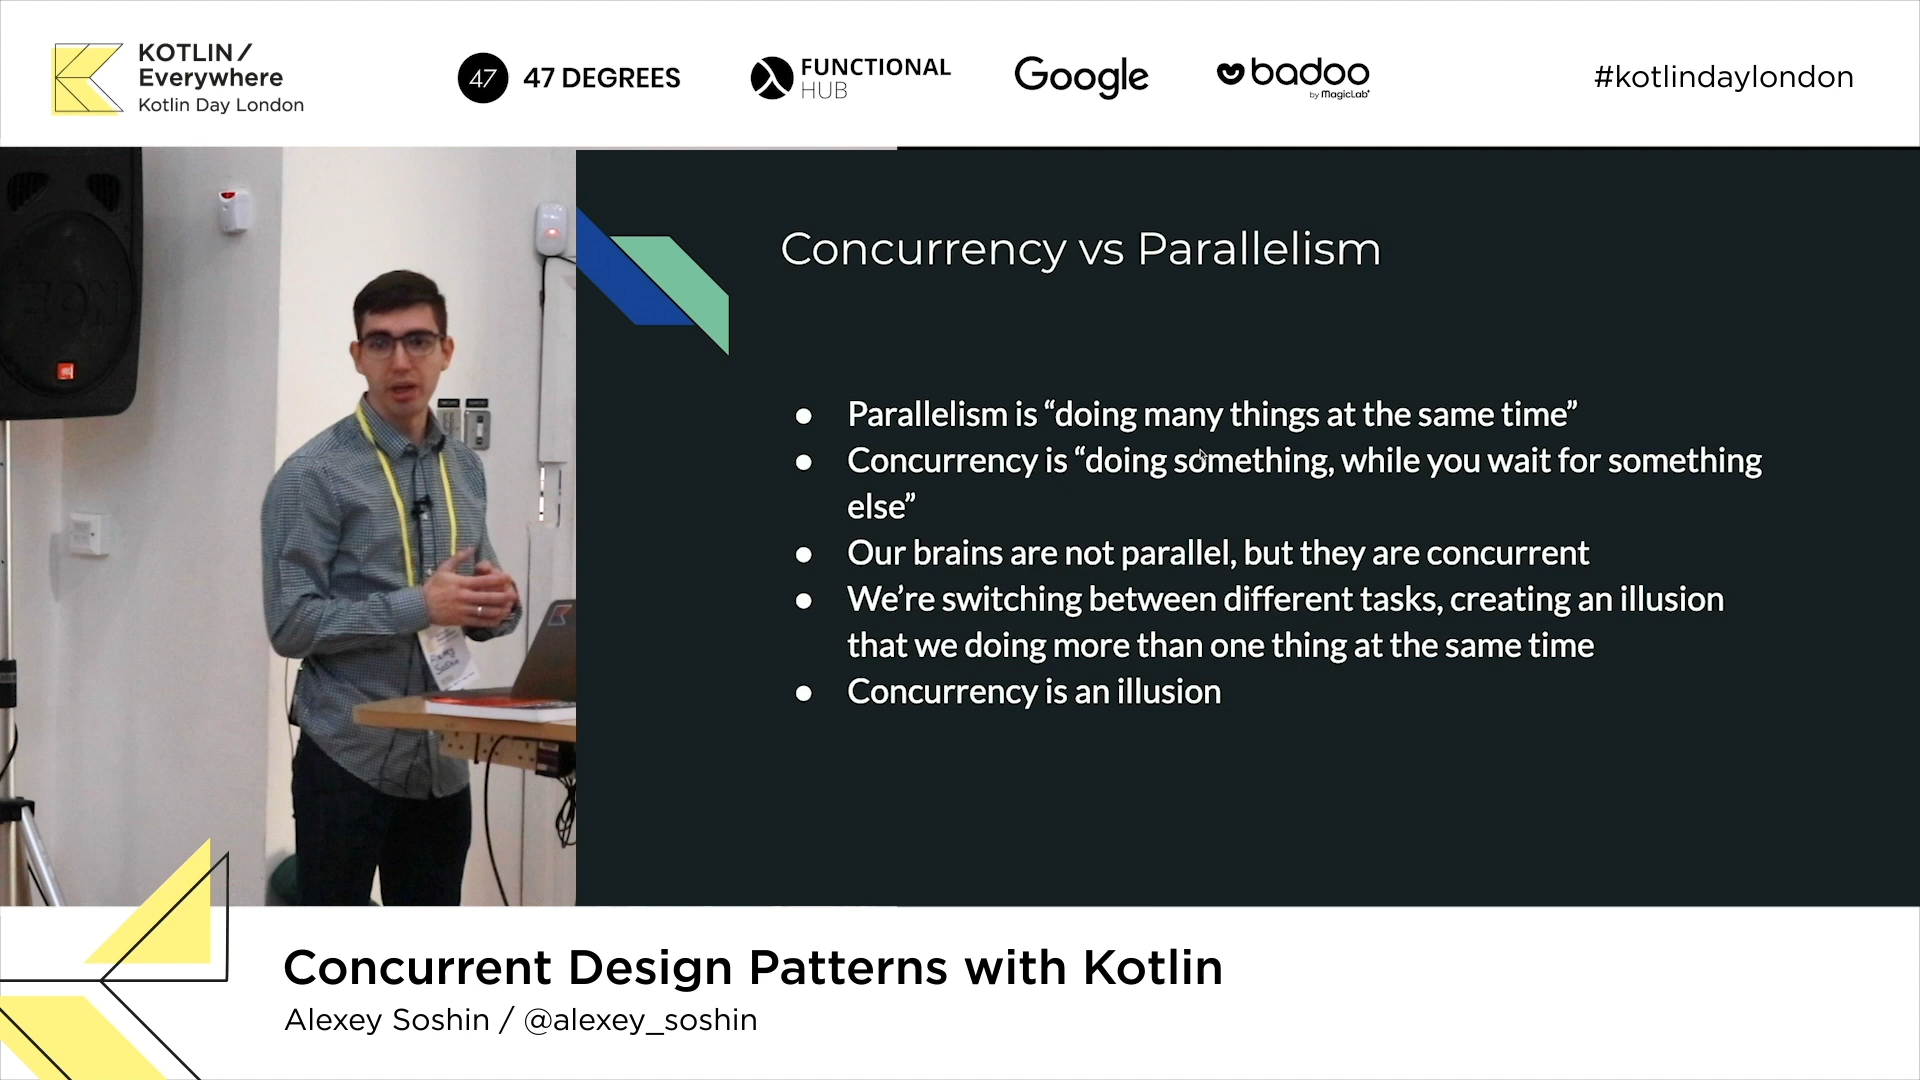 KOTLIN /
Everywhere
Kotlin Day London
47
47 DEGREES
FUNCTIONAL
HUB
Google
badoo
by MagicLab
#kotlindaylondon
Concurrency vs Parallelism
● Parallelism is “doing many things at the same time”
● Concurrency is “doing something, while you wait for something
else”
● Our brains are not parallel, but they are concurrent
● We’re switching between different tasks, creating an illusion
that we doing more than one thing at the same time
● Concurrency is an illusion
Alexey
Soshin
Concurrent Design Patterns with Kotlin
Alexey Soshin / @alexey_soshin